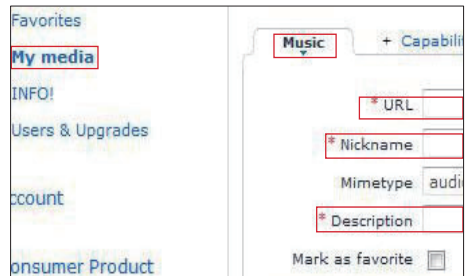 Favorites
My media
INFO!
Users & Upgrades
ccount
onsumer Product
Music
+ Capabili
* URL
* Nickname
Mimetype audi
* Description
Mark as favorite